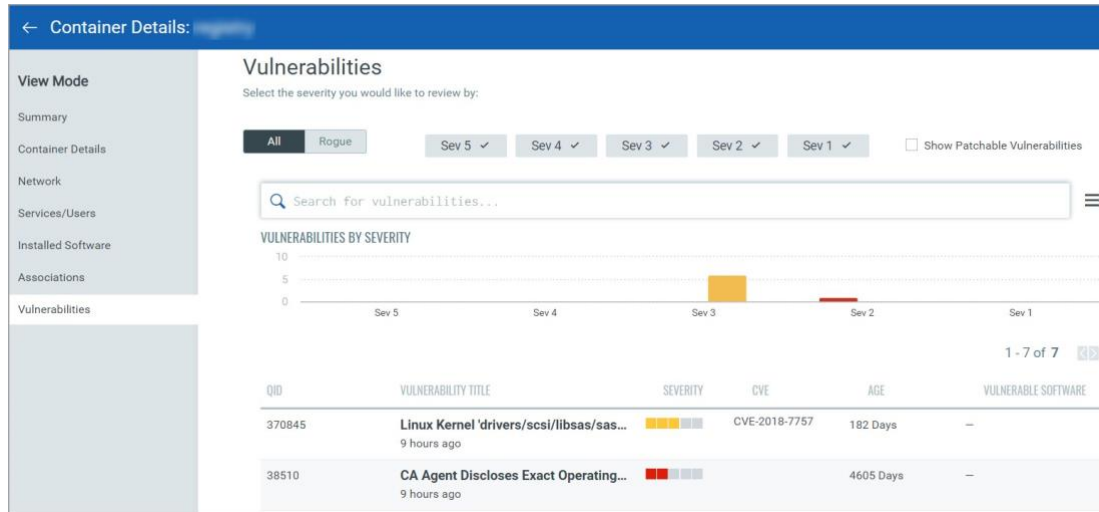 ← Container Details:
View Mode
Summary
Container Details
Network
Services/Users
Installed Software
Associations
Vulnerabilities
Vulnerabilities
Select the severity you would like to review by:
All Rogue Sev 5 ✓ Sev 4 ✓ Sev 3 ✓ Sev 2 ✓ Sev 1 ✓ Show Patchable Vulnerabilities
Search for vulnerabilities...
VULNERABILITIES BY SEVERITY
10
5
0
Sev 5 Sev 4 Sev 3 Sev 2 Sev 1
1 - 7 of 7
QID VULNERABILITY TITLE SEVERITY CVE AGE VULNERABLE SOFTWARE
370845 Linux Kernel 'drivers/scsi/libsas/sas... CVE-2018-7757 182 Days –
9 hours ago
38510 CA Agent Discloses Exact Operating... 4605 Days –
9 hours ago